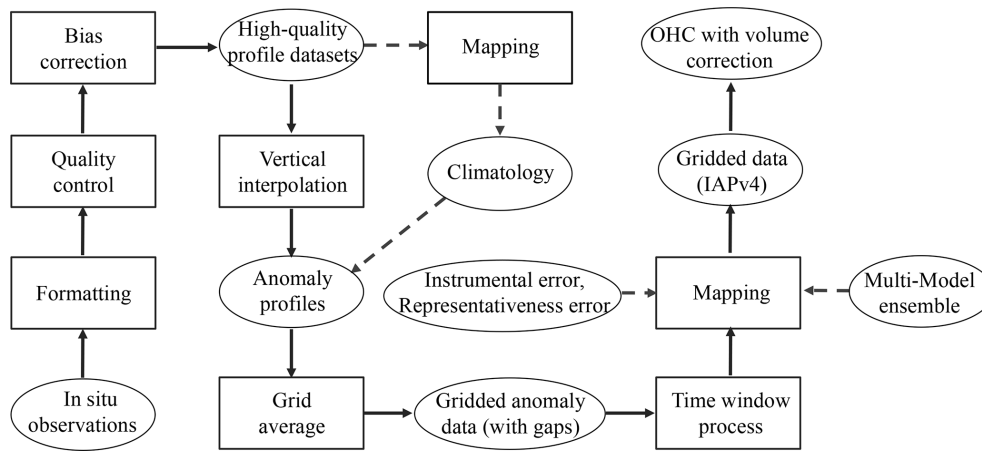 Bias
correction
High-quality
profile datasets
Mapping
OHC with volume
correction
Quality
control
Vertical
interpolation
Climatology
Gridded data
(IAPv4)
Formatting
Anomaly
profiles
Instrumental error,
Representativeness error
Mapping
Multi-Model
ensemble
In situ
observations
Grid
average
Gridded anomaly
data (with gaps)
Time window
process